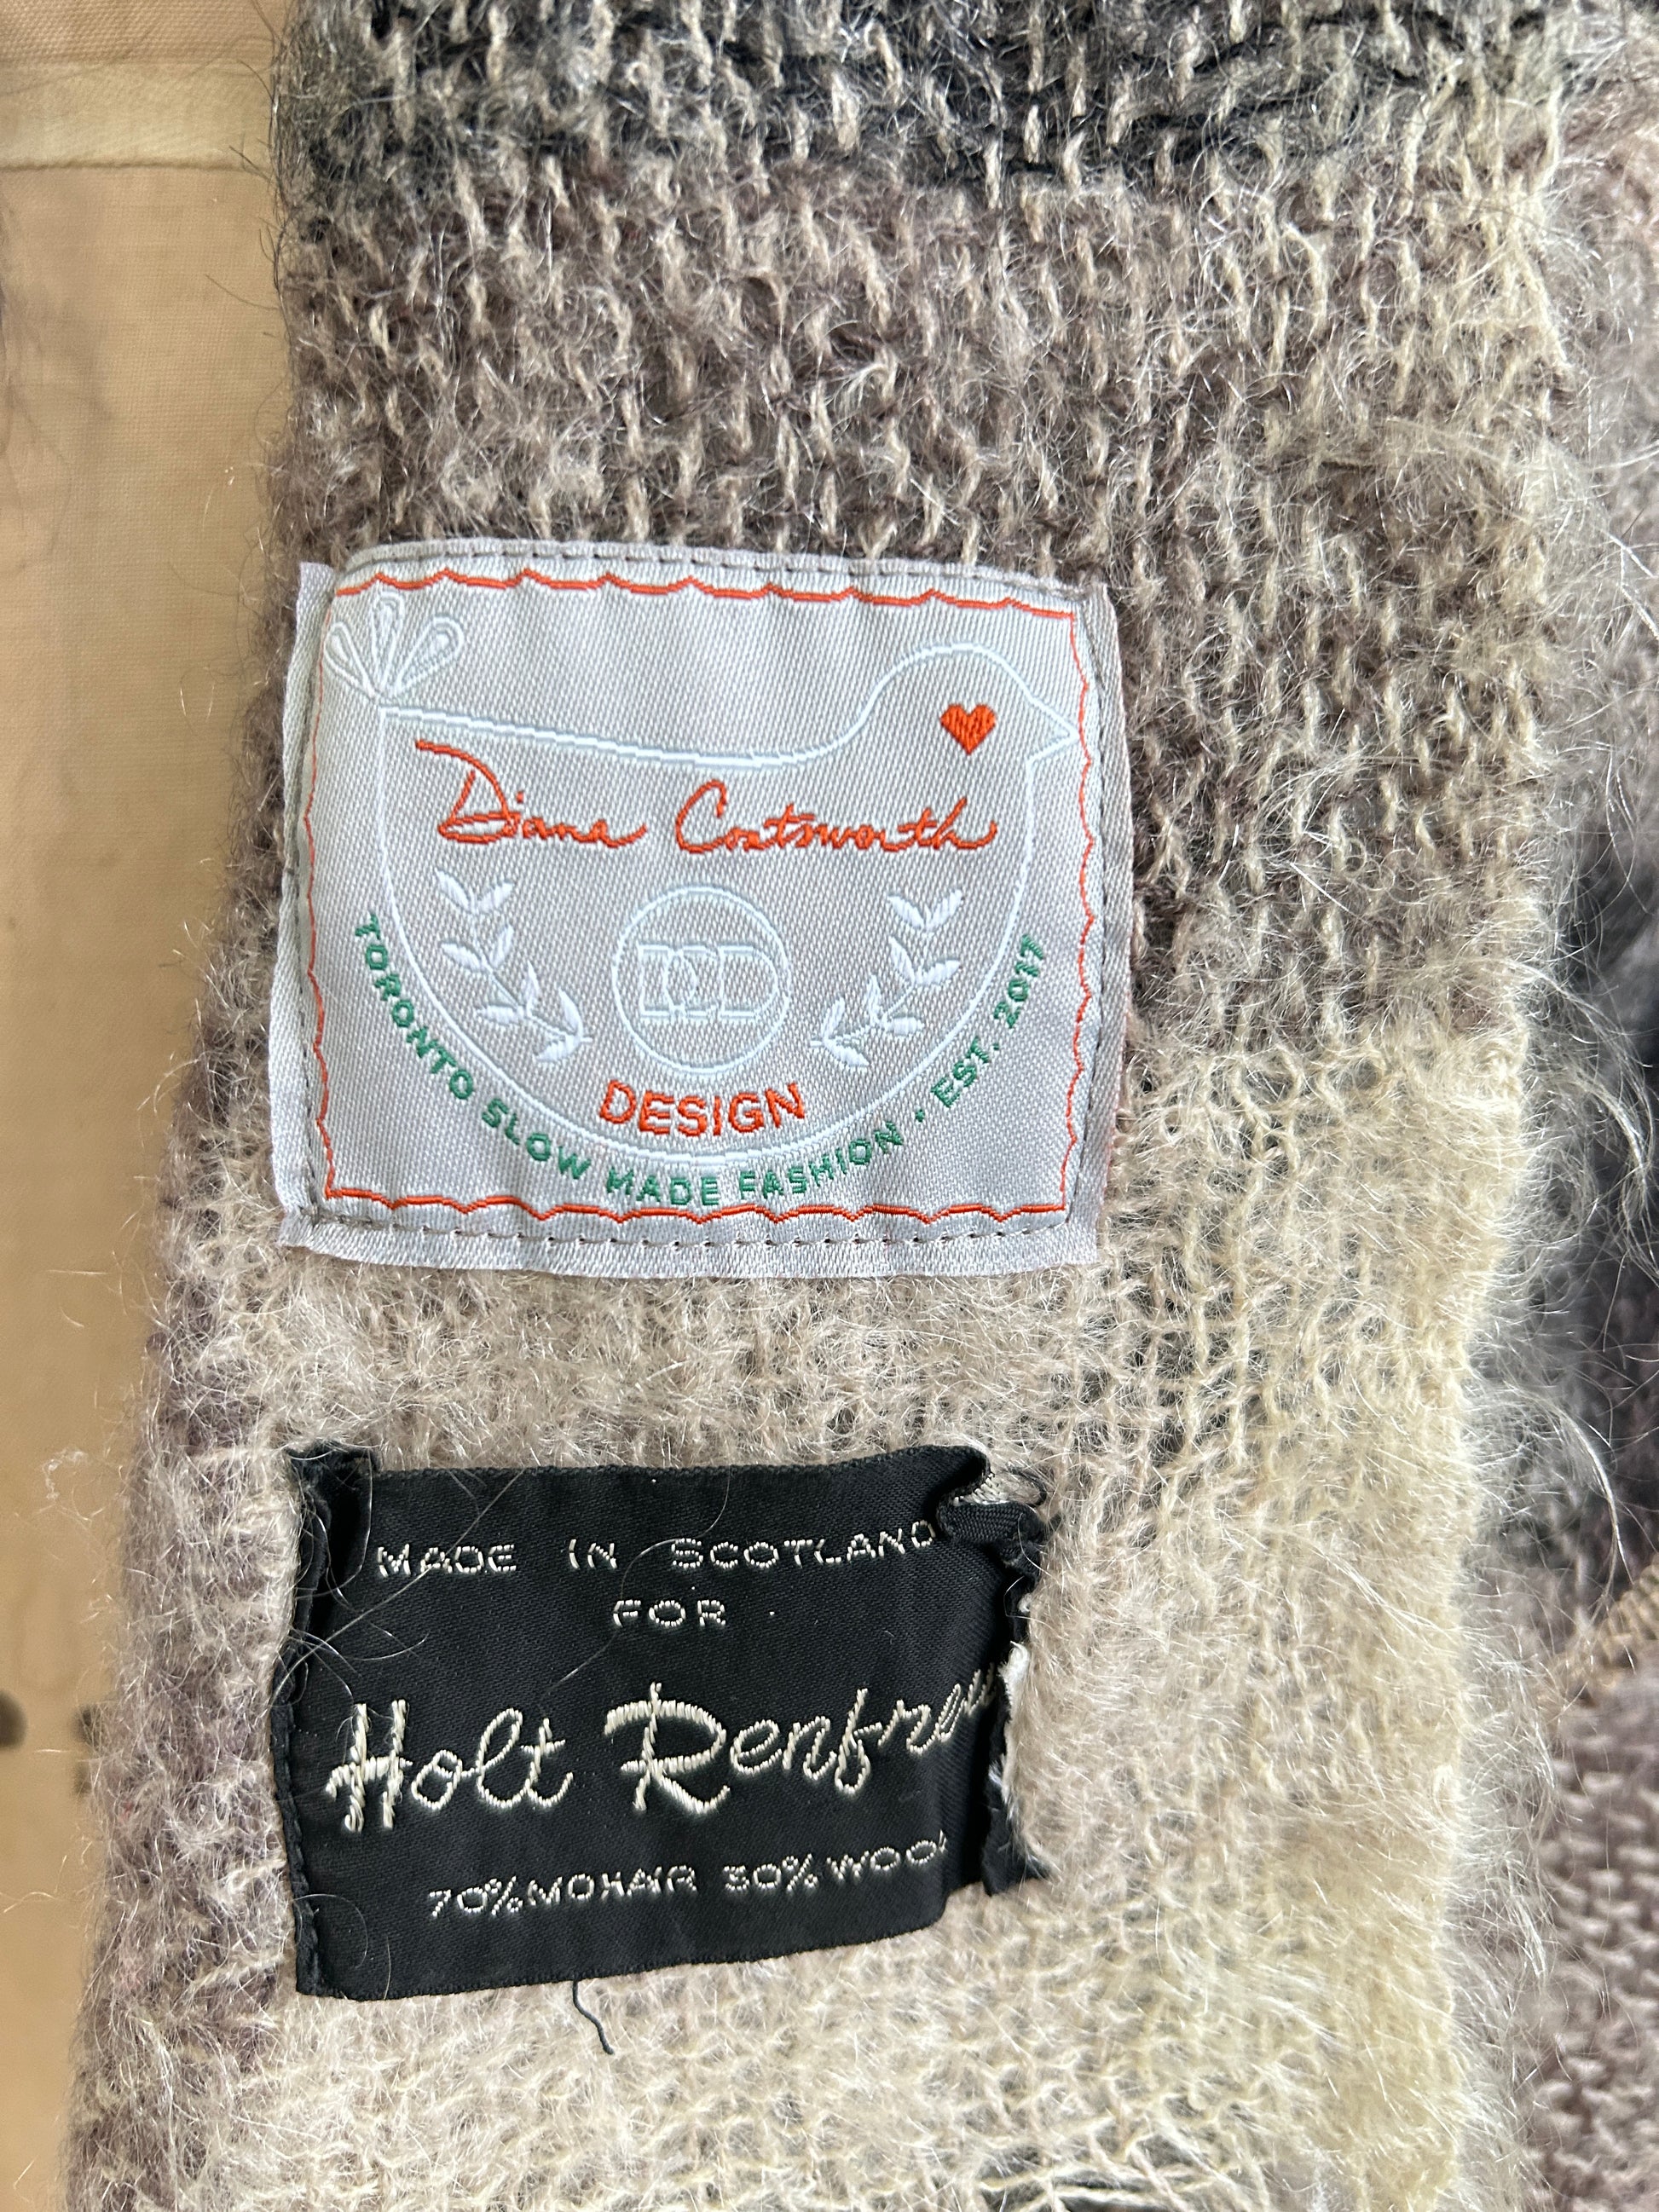 Diana Coatsworth
DCD
DESIGN
TORONTO SLOW MADE FASHION · EST. 2017
MADE IN SCOTLAND
FOR
Holt Renfrew
70% MOHAIR 30% WOOL